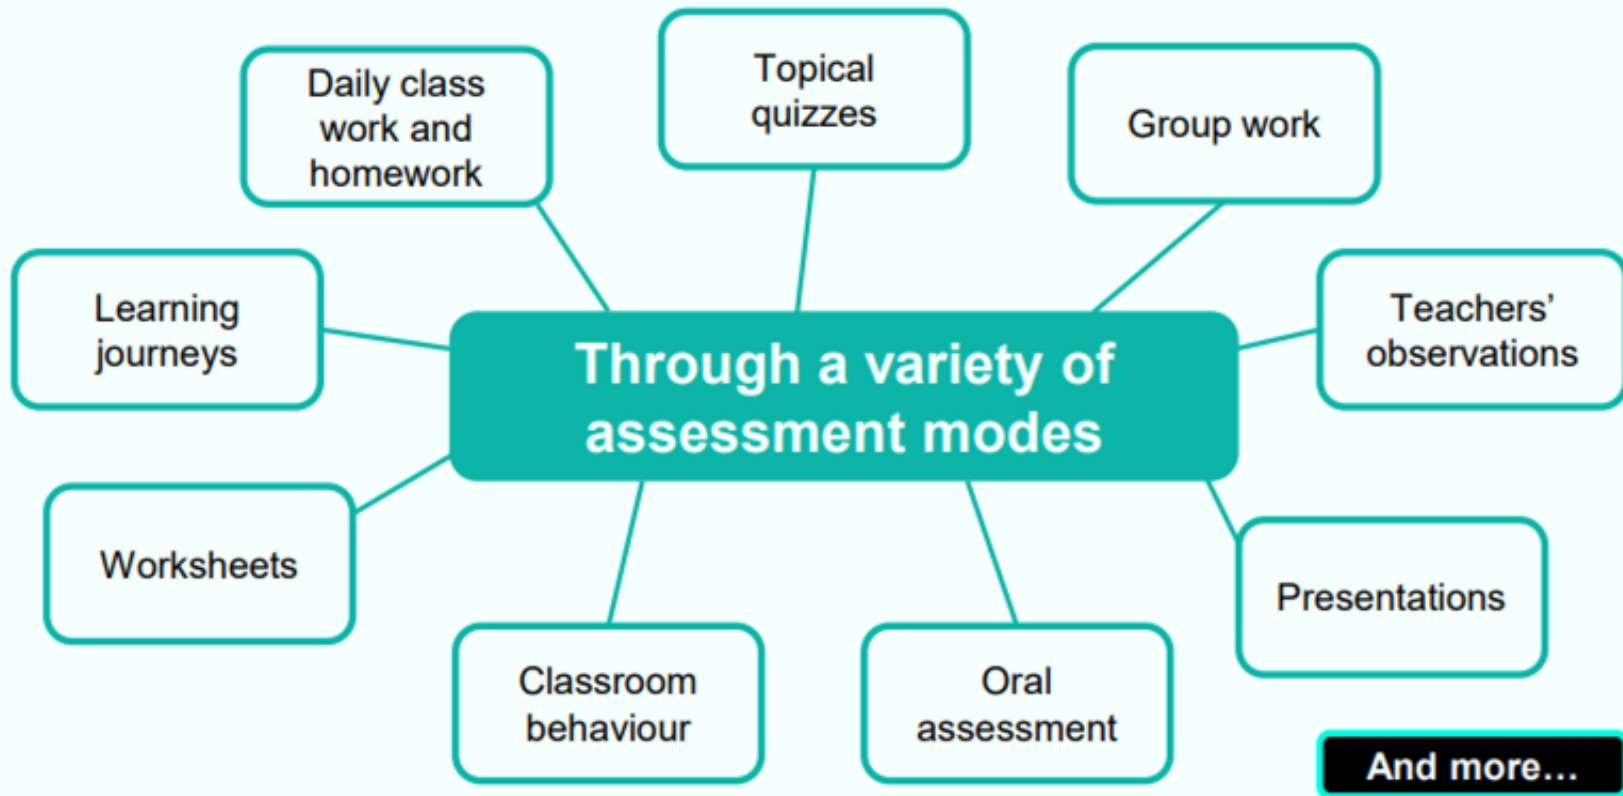 Topical
quizzes
Daily class
work and
homework
Group work
Learning
journeys
Teachers’
observations
Through a variety of
assessment modes
Worksheets
Presentations
Classroom
behaviour
Oral
assessment
And more…